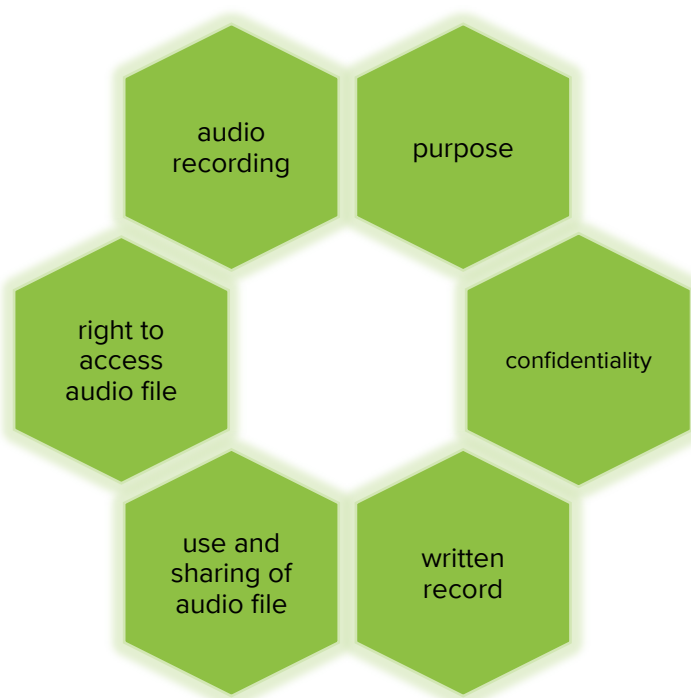 audio
recording
purpose
right to
access
audio file
confidentiality
use and
sharing of
audio file
written
record